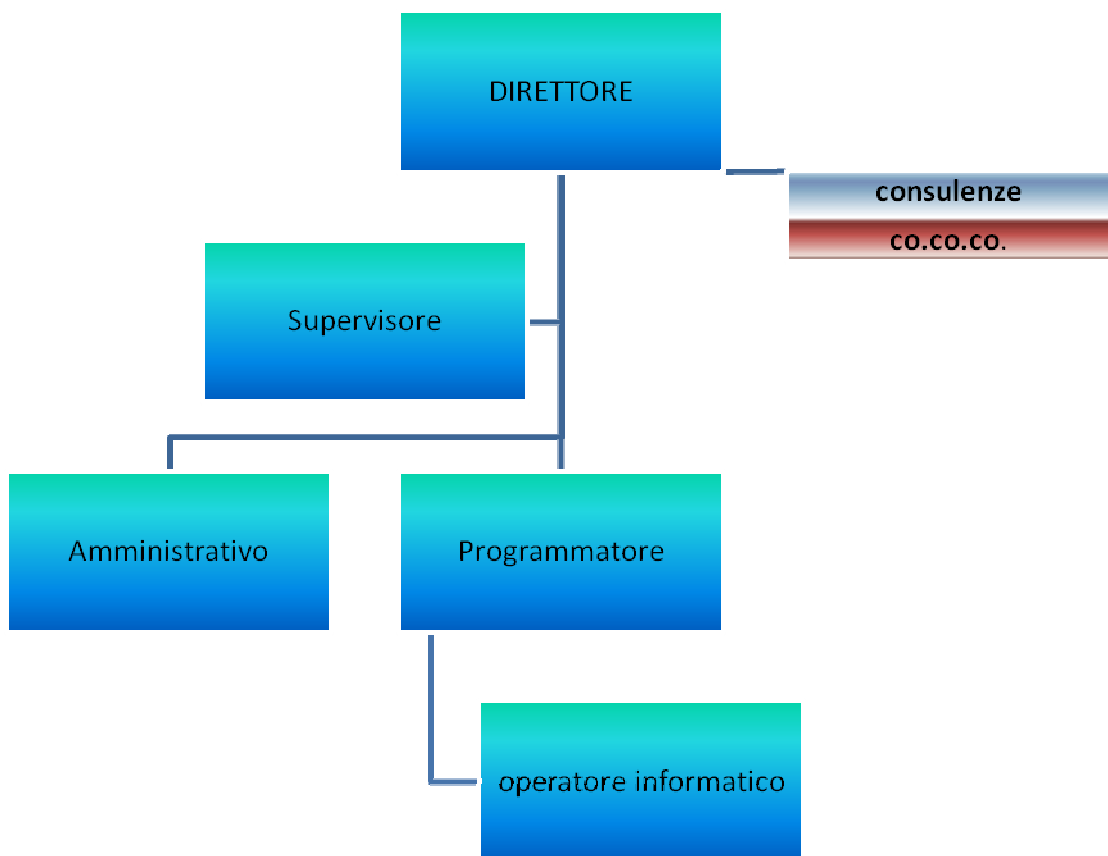 DIRETTORE
consulenze
co.co.co.
Supervisore
Amministrativo
Programmatore
operatore informatico